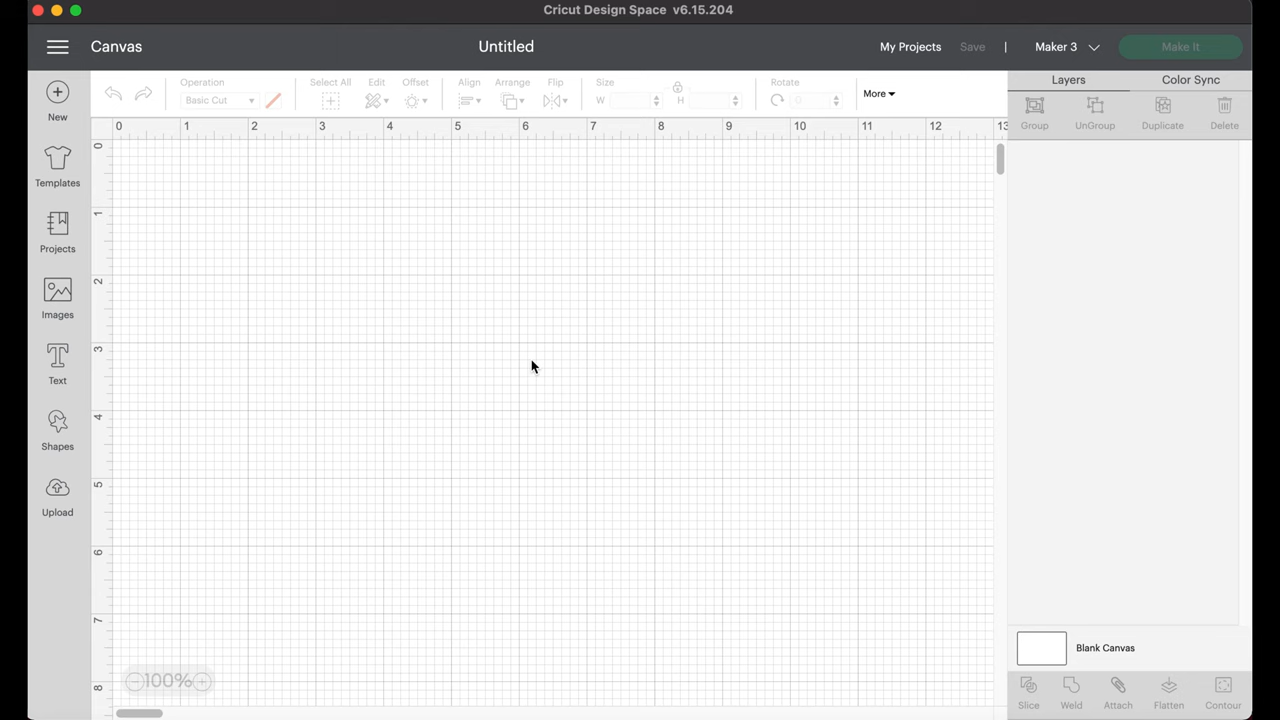 Cricut Design Space v6.15.204
Canvas
Untitled
My Projects Save | Maker 3 Make It
Operation
Basic Cut
Select All
Edit
Offset
Align
Arrange
Flip
Size
W
H
Rotate
0
More
Layers
Color Sync
Group
UnGroup
Duplicate
Delete
New
Templates
Projects
Images
Text
Shapes
Upload
0 1 2 3 4 5 6 7 8 9 10 11 12 13
0
1
2
3
4
5
6
7
8
100%
Blank Canvas
Slice
Weld
Attach
Flatten
Contour